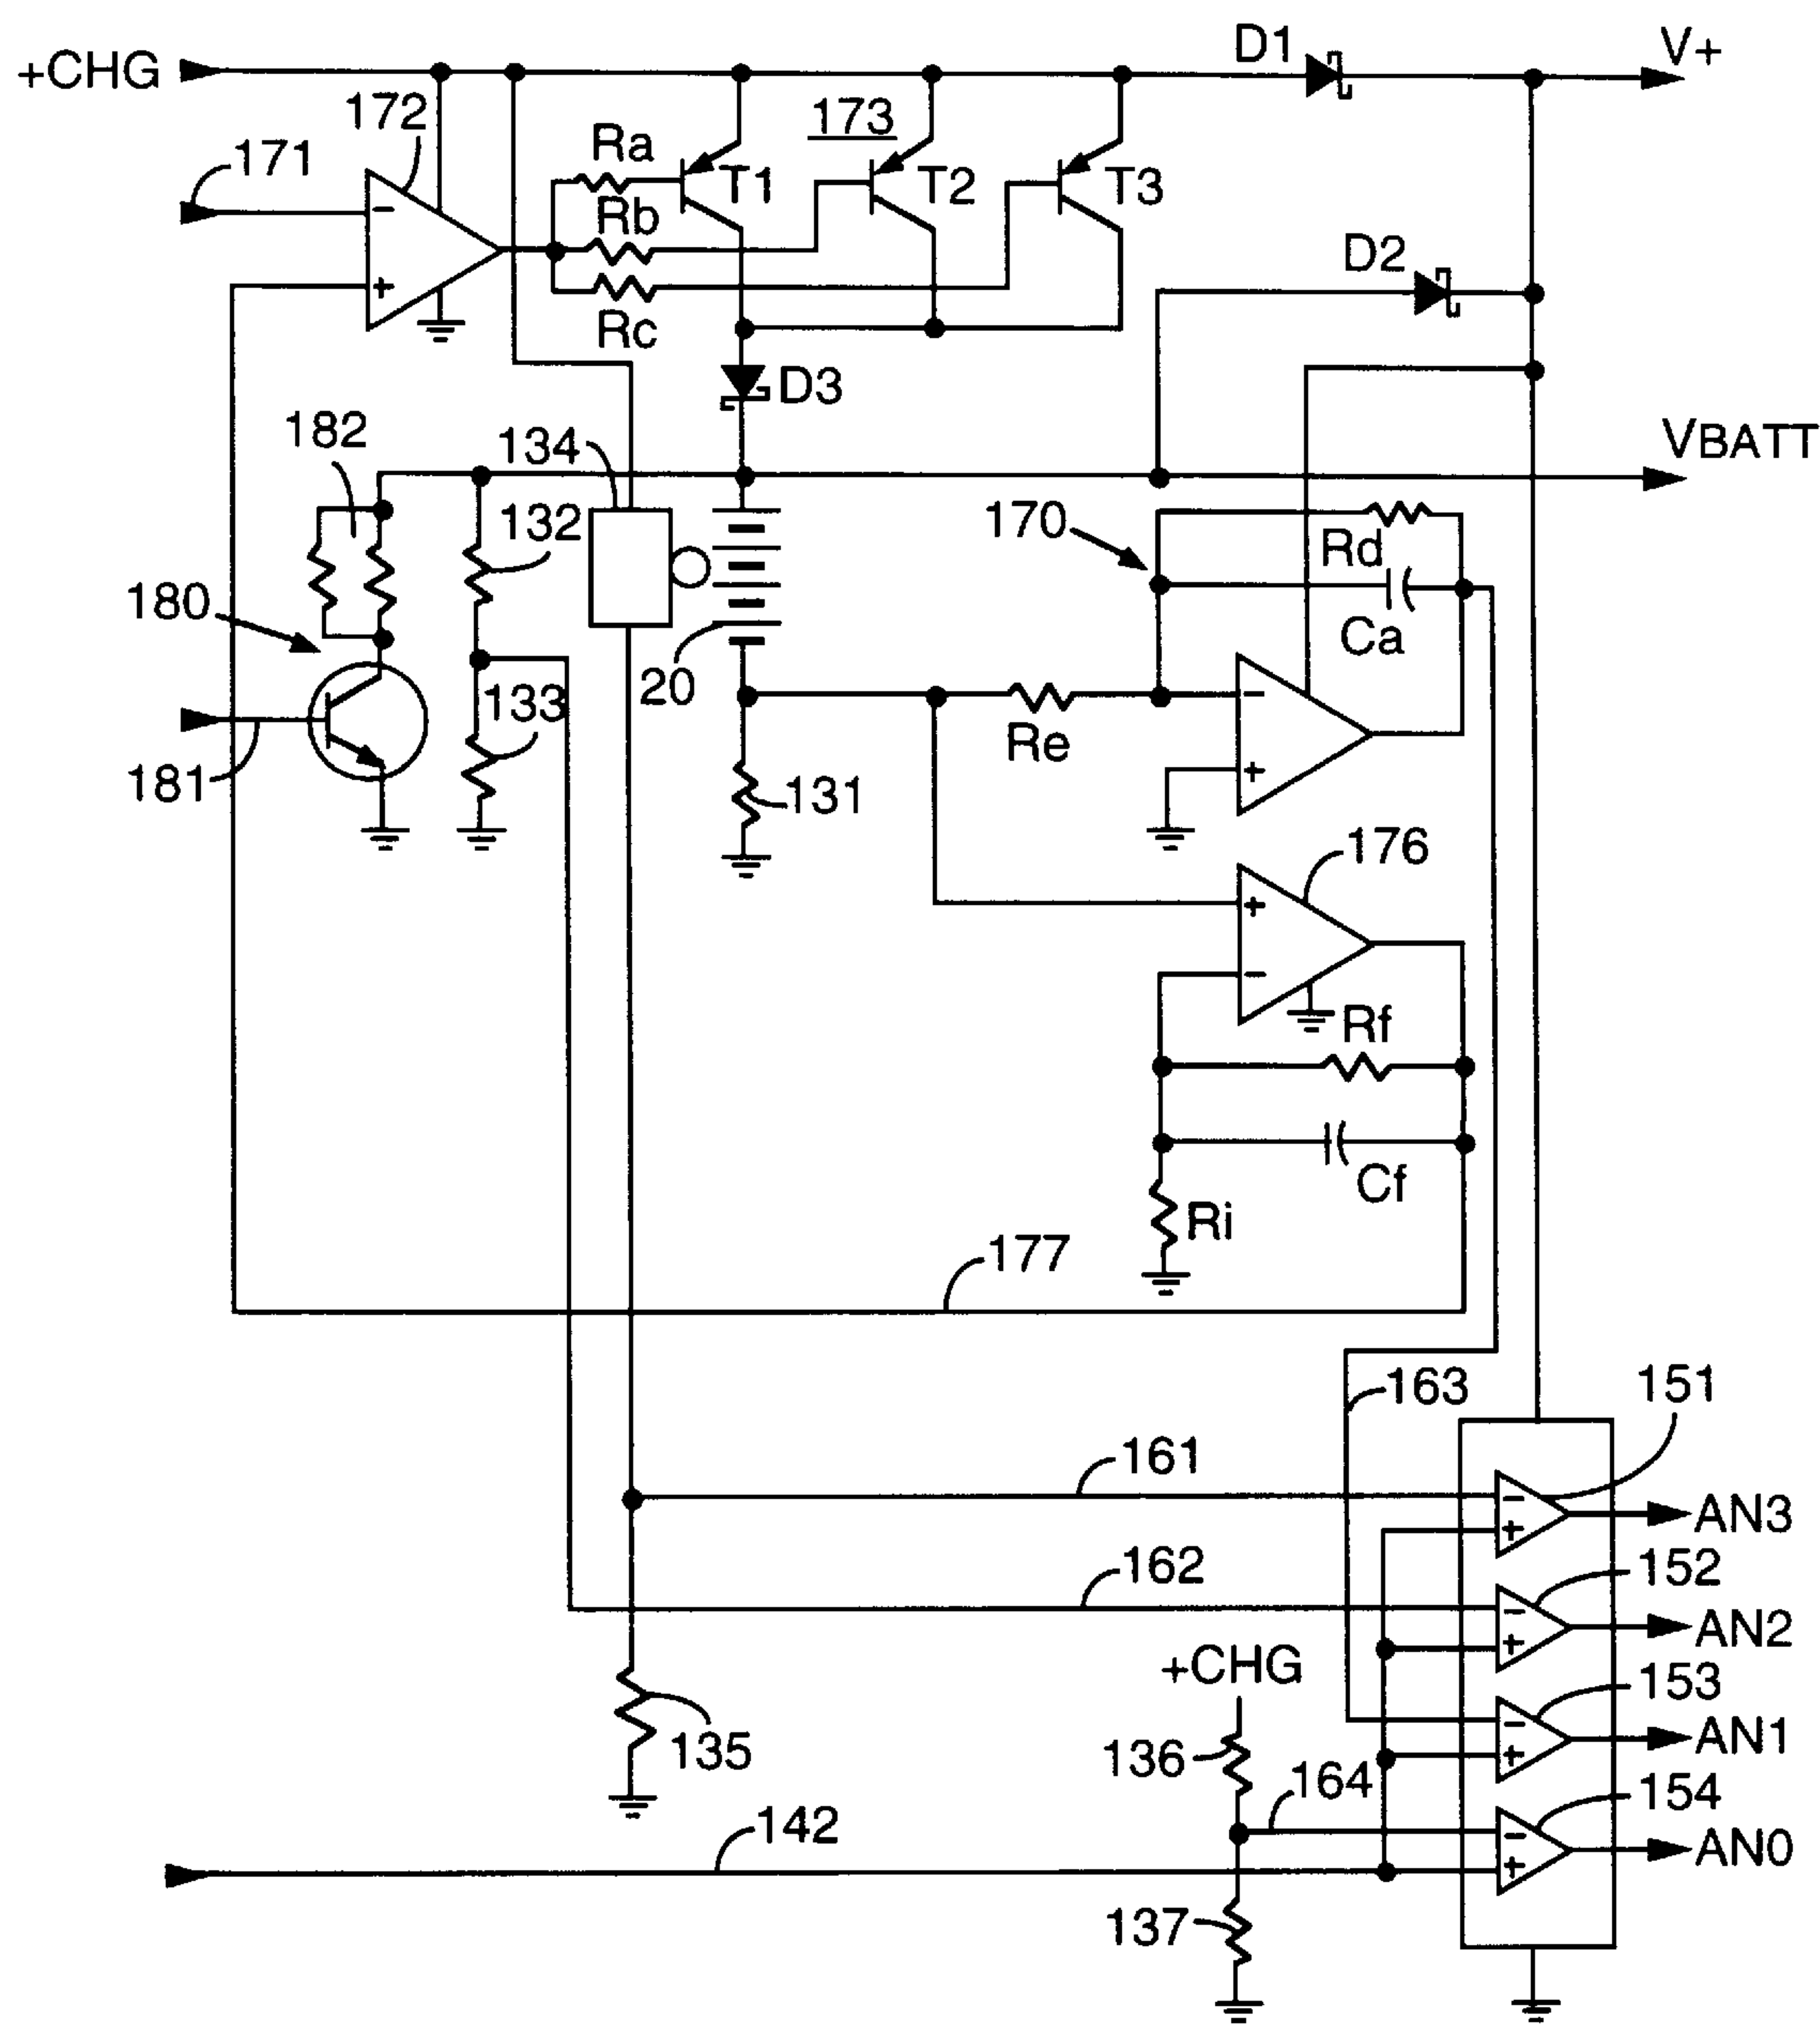 +CHG
D1
V+
172
173
171
Ra
T1
T2
T3
-
Rb
+
Rc
D2
D3
182
134
VBATT
132
170
Rd
180
Ca
20
133
-
181
Re
+
131
176
+
-
Rf
Cf
Ri
177
163
151
161
-
+
AN3
162
152
-
+
AN2
+CHG
153
-
+
AN1
135
136
164
154
-
+
AN0
142
137